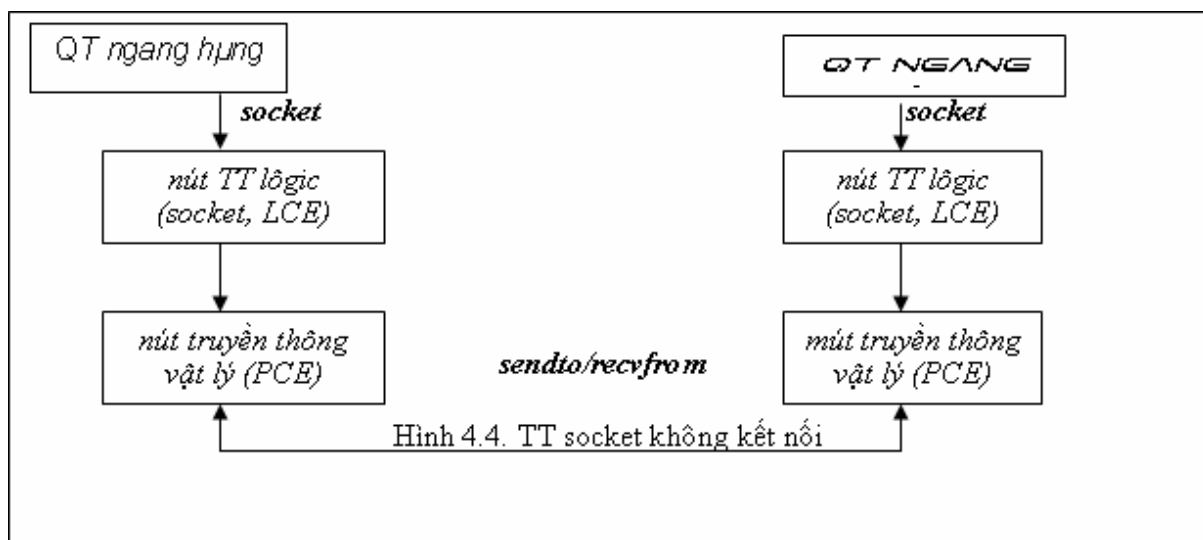 QT ngang hụng
QT NGANG
socket
socket
nút TT lôgic
(socket, LCE)
nút TT lôgic
(socket, LCE)
nút truyền thông
vật lý (PCE)
sendto/recvfrom
mút truyền thông
vật lý (PCE)
Hình 4.4. TT socket không kết nối